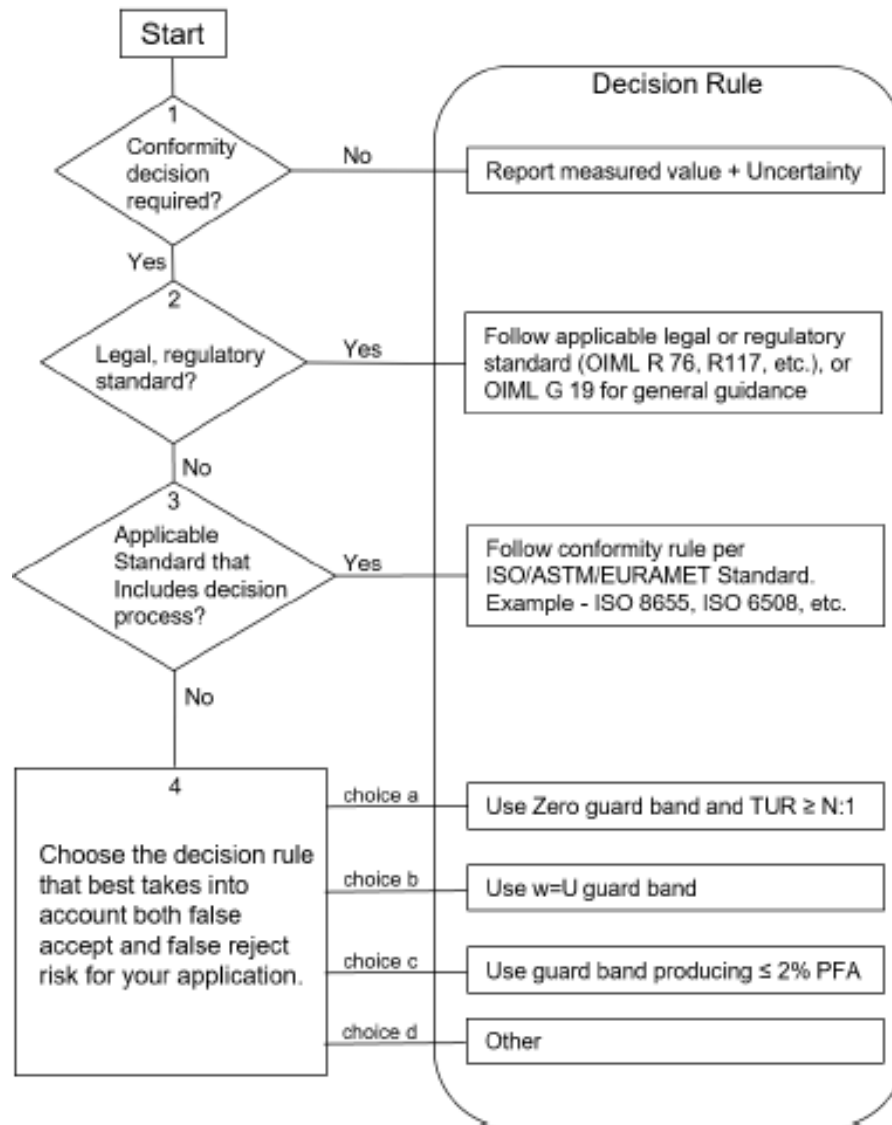 Start
Decision Rule
1
Conformity
decision
required?
No
Report measured value + Uncertainty
Yes
2
Legal, regulatory
standard?
Yes
Follow applicable legal or regulatory
standard (OIML R 76, R117, etc.), or
OIML G 19 for general guidance
No
3
Applicable
Standard that
Includes decision
process?
Yes
Follow conformity rule per
ISO/ASTM/EURAMET Standard.
Example - ISO 8655, ISO 6508, etc.
No
4
Choose the decision rule
that best takes into
account both false
accept and false reject
risk for your application.
choice a
Use Zero guard band and TUR ≥ N:1
choice b
Use w=U guard band
choice c
Use guard band producing ≤ 2% PFA
choice d
Other